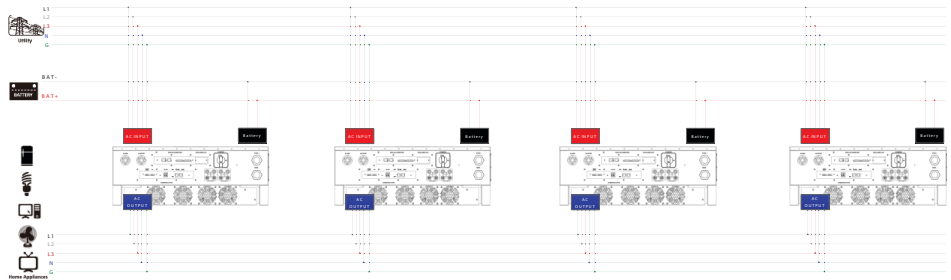 L1
L2
L3
N
Utility
G
BAT-
BATTERY
BAT+
AC INPUT
Battery
AC INPUT
Battery
AC INPUT
Battery
AC INPUT
Battery
AC
OUTPUT
AC
OUTPUT
AC
OUTPUT
AC
OUTPUT
L1
L2
L3
N
G
Home Appliances